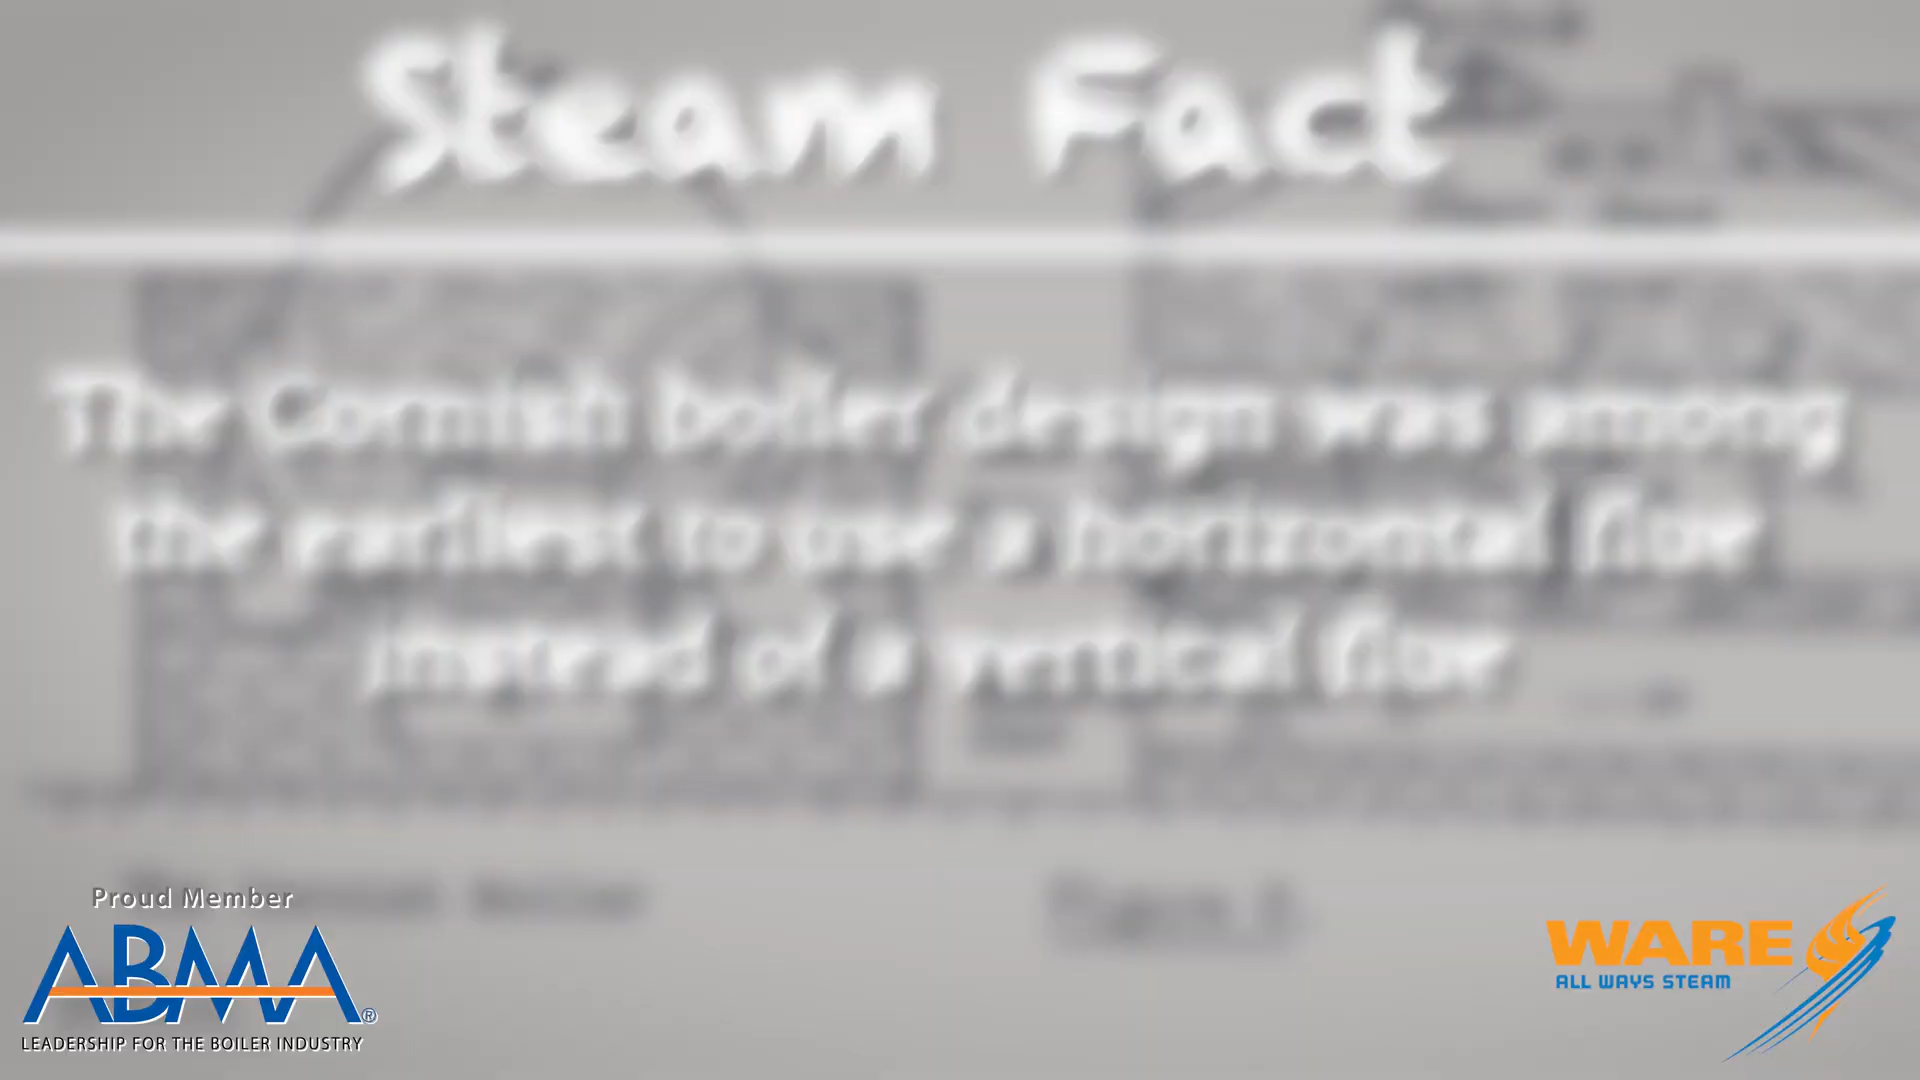 Steam Fact
The Cornish boiler design was among
the earliest to use a horizontal flow
instead of a vertical flow
Proud Member
ABMA®
LEADERSHIP FOR THE BOILER INDUSTRY
WARE
ALL WAYS STEAM